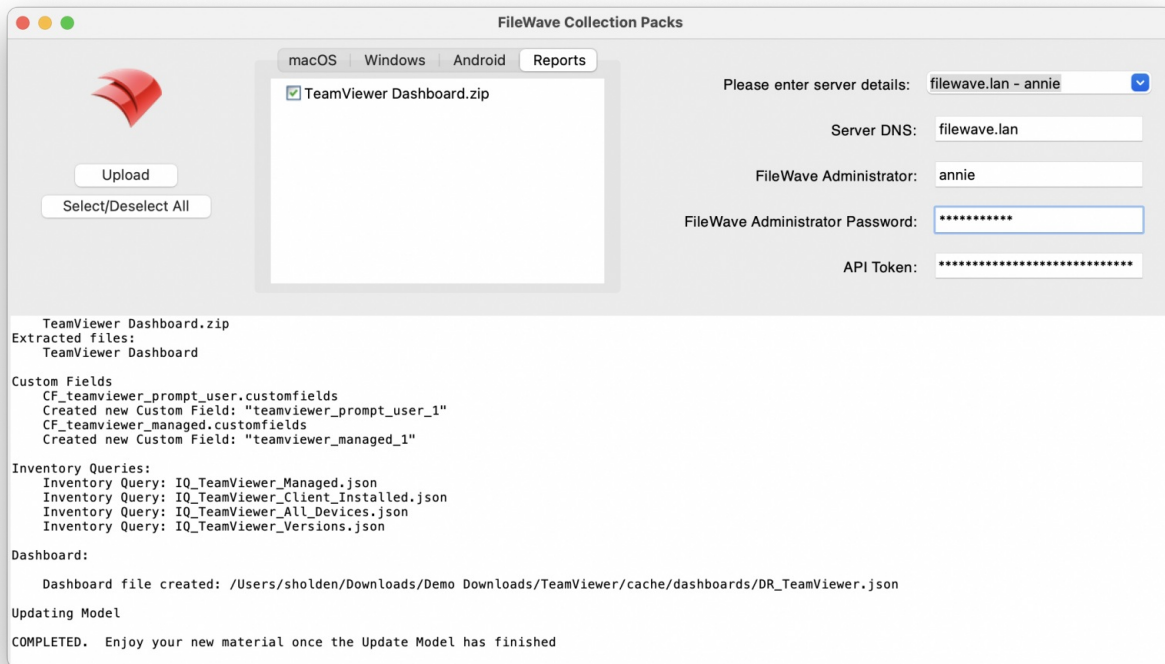 FileWave Collection Packs
macOS
Windows
Android
Reports
TeamViewer Dashboard.zip
Upload
Select/Deselect All
Please enter server details:
filewave.lan - annie
Server DNS:
filewave.lan
FileWave Administrator:
annie
FileWave Administrator Password:
***********
API Token:
*****************************
TeamViewer Dashboard.zip
Extracted files:
TeamViewer Dashboard
Custom Fields
CF_teamviewer_prompt_user.customfields
Created new Custom Field: "teamviewer_prompt_user_1"
CF_teamviewer_managed.customfields
Created new Custom Field: "teamviewer_managed_1"
Inventory Queries:
Inventory Query: IQ_TeamViewer_Managed.json
Inventory Query: IQ_TeamViewer_Client_Installed.json
Inventory Query: IQ_TeamViewer_All_Devices.json
Inventory Query: IQ_TeamViewer_Versions.json
Dashboard:
Dashboard file created: /Users/sholden/Downloads/Demo Downloads/TeamViewer/cache/dashboards/DR_TeamViewer.json
Updating Model
COMPLETED.  Enjoy your new material once the Update Model has finished